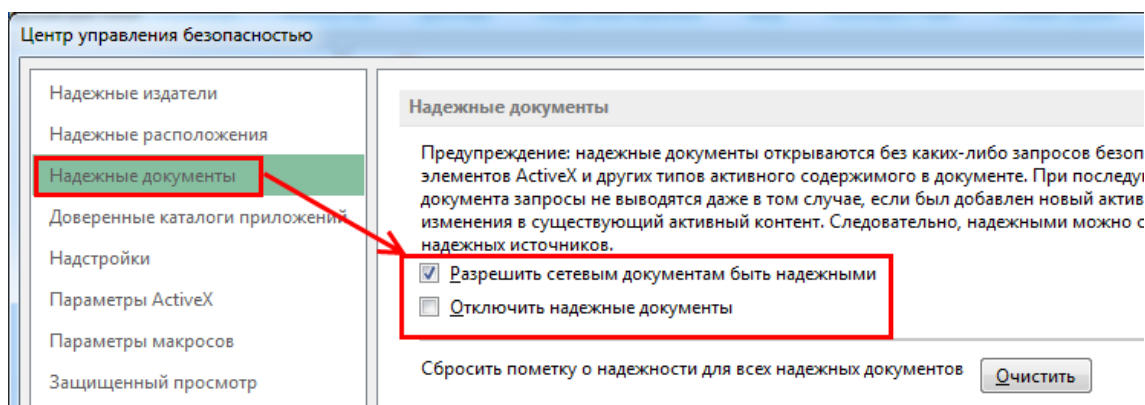 Центр управления безопасностью
Надежные издатели
Надежные расположения
Надежные документы
Доверенные каталоги приложений
Надстройки
Параметры ActiveX
Параметры макросов
Защищенный просмотр
Надежные документы
Предупреждение: надежные документы открываются без каких-либо запросов
элементов ActiveX и других типов активного содержимого в документе. При
документа запросы не выводятся даже в том случае, если был добавлен новый
изменения в существующий активный контент. Следовательно, надежными можно
надежных источников.
Разрешить сетевым документам быть надежными
Отключить надежные документы
Сбросить пометку о надежности для всех надежных документов
Очистить